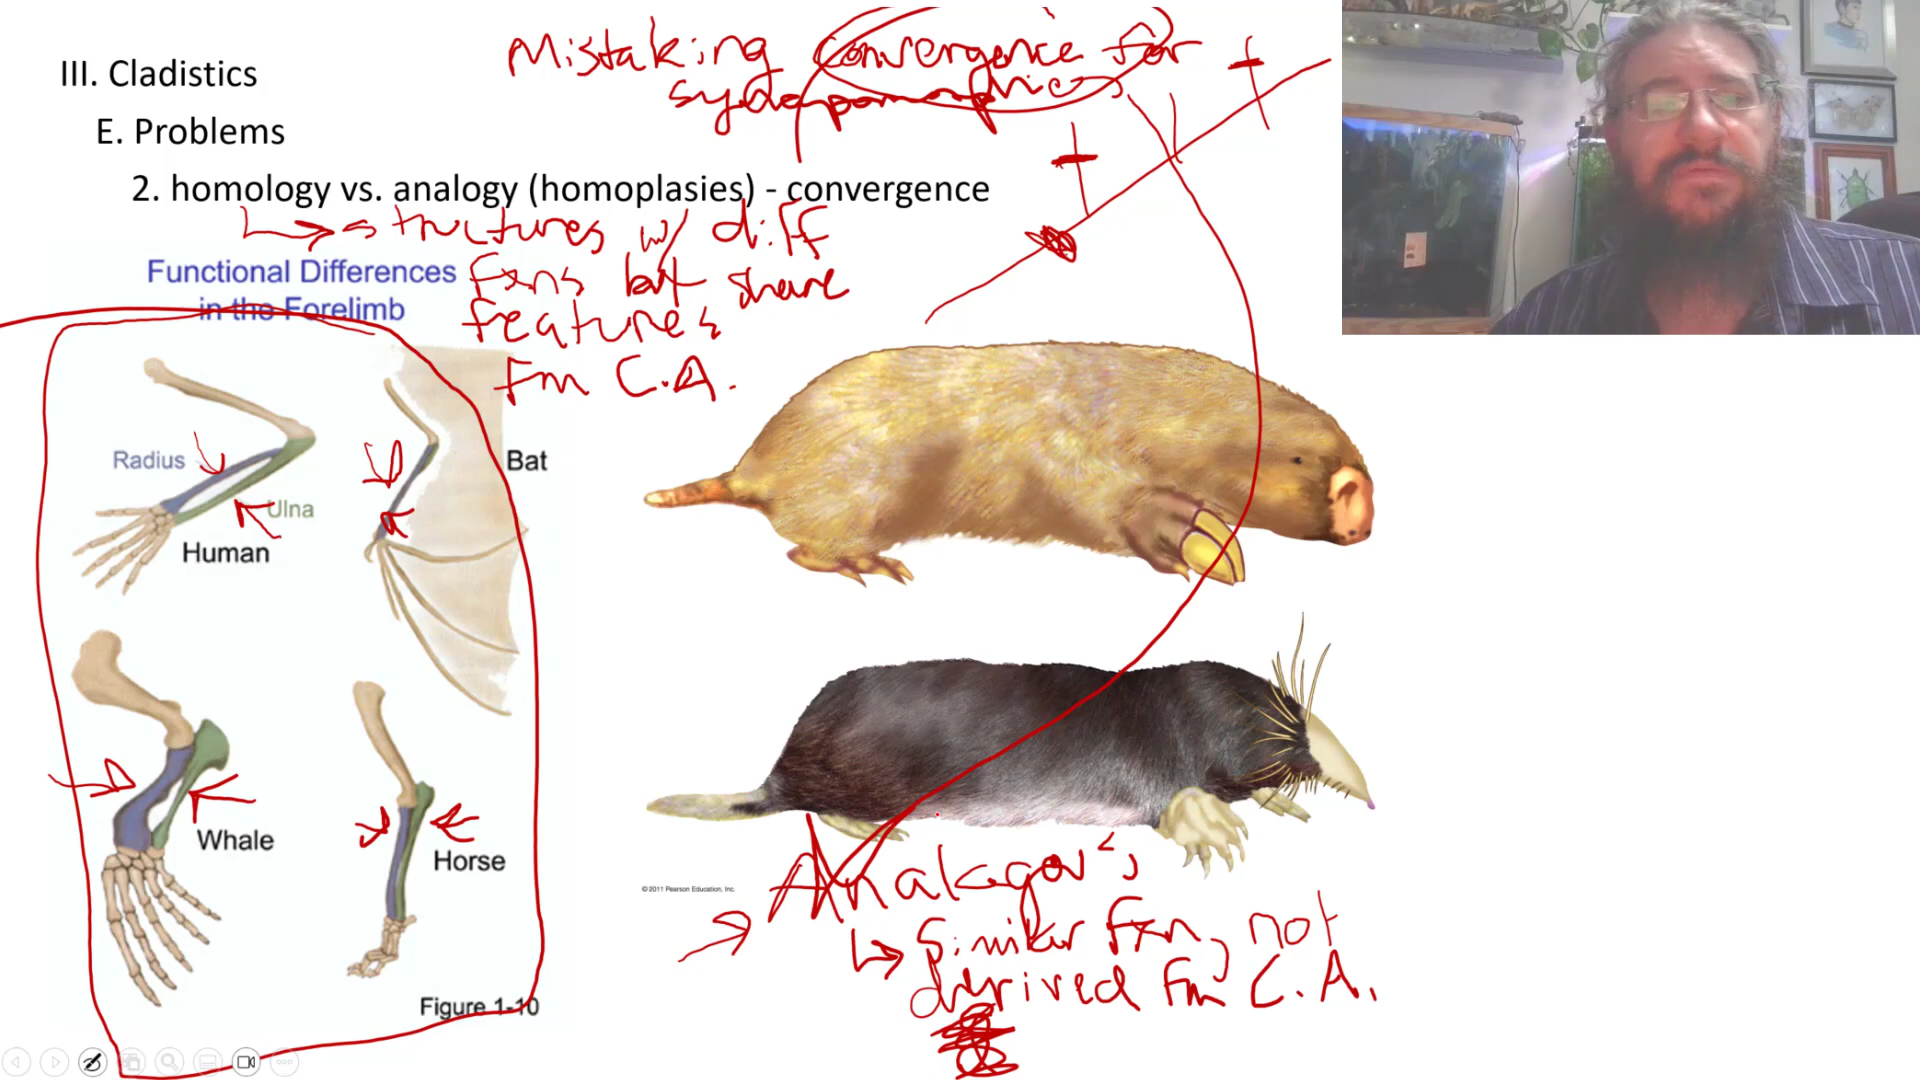 III. Cladistics
E. Problems
2. homology vs. analogy (homoplasies) - convergence
Mistaking Convergence for
structures w/ diff
fxns but share
features
fm C.A.
Functional Differences
in the Forelimb
Radius
Ulna
Human
Bat
Whale
Horse
Figure 1-10
© 2011 Pearson Education, Inc.
Similar fxn, not
derived fm C.A.